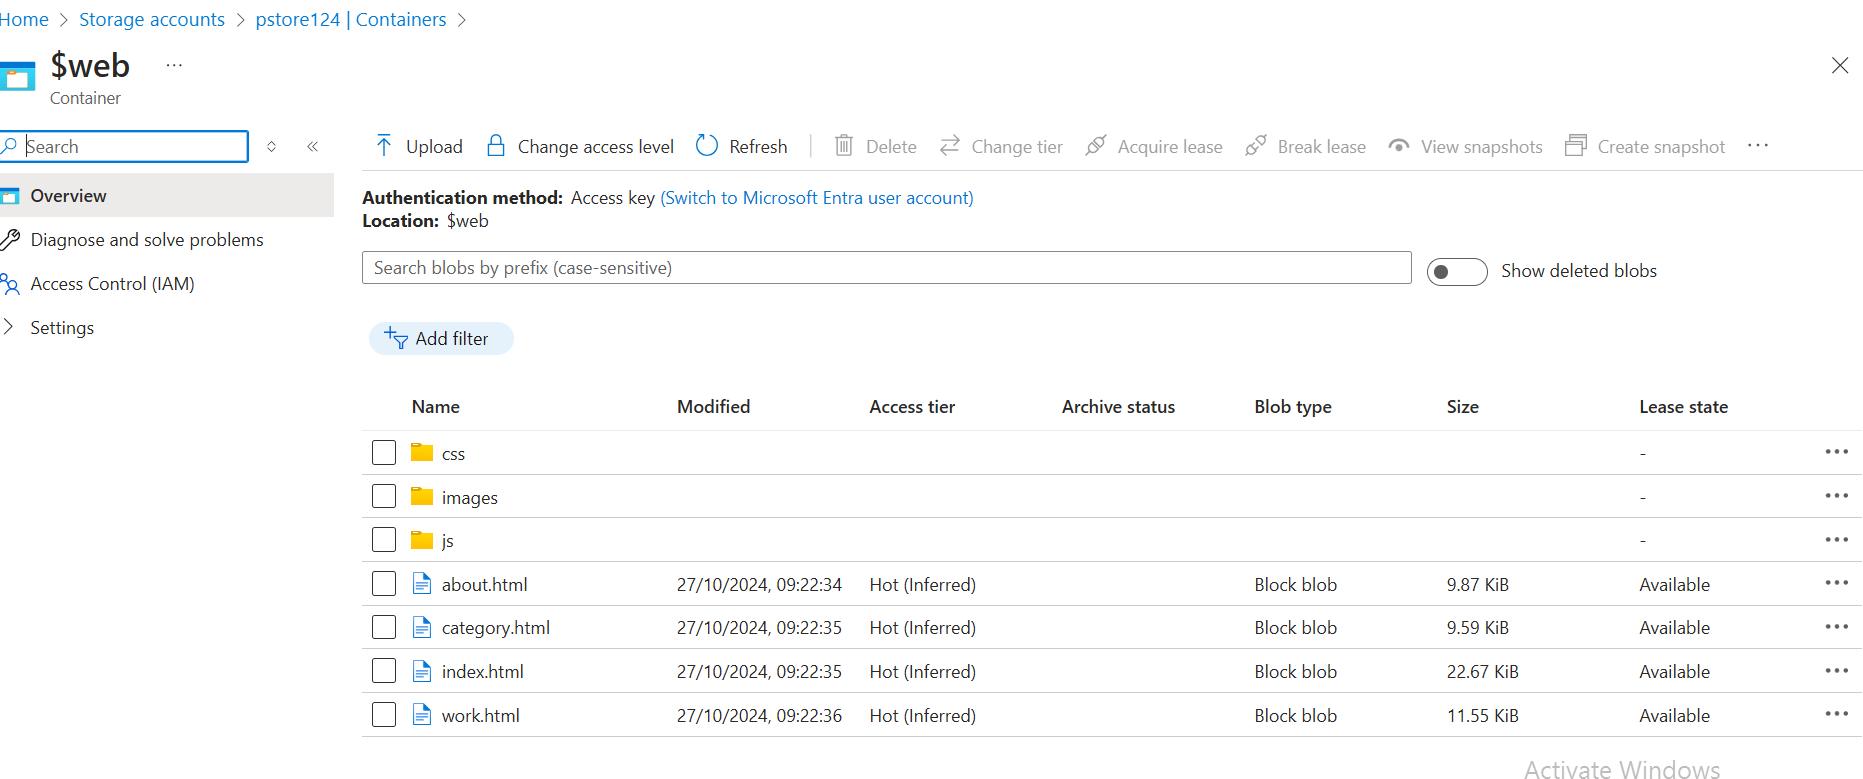 Home > Storage accounts > pstore124 | Containers >
$web ...
Container
Search
Upload Change access level Refresh Delete Change tier Acquire lease Break lease View snapshots Create snapshot ...
Overview
Diagnose and solve problems
Access Control (IAM)
Settings
Authentication method: Access key (Switch to Microsoft Entra user account)
Location: $web
Search blobs by prefix (case-sensitive)
Show deleted blobs
Add filter
Name Modified Access tier Archive status Blob type Size Lease state
css -
images -
js -
about.html 27/10/2024, 09:22:34 Hot (Inferred) Block blob 9.87 KiB Available
category.html 27/10/2024, 09:22:35 Hot (Inferred) Block blob 9.59 KiB Available
index.html 27/10/2024, 09:22:35 Hot (Inferred) Block blob 22.67 KiB Available
work.html 27/10/2024, 09:22:36 Hot (Inferred) Block blob 11.55 KiB Available
Activate Windows